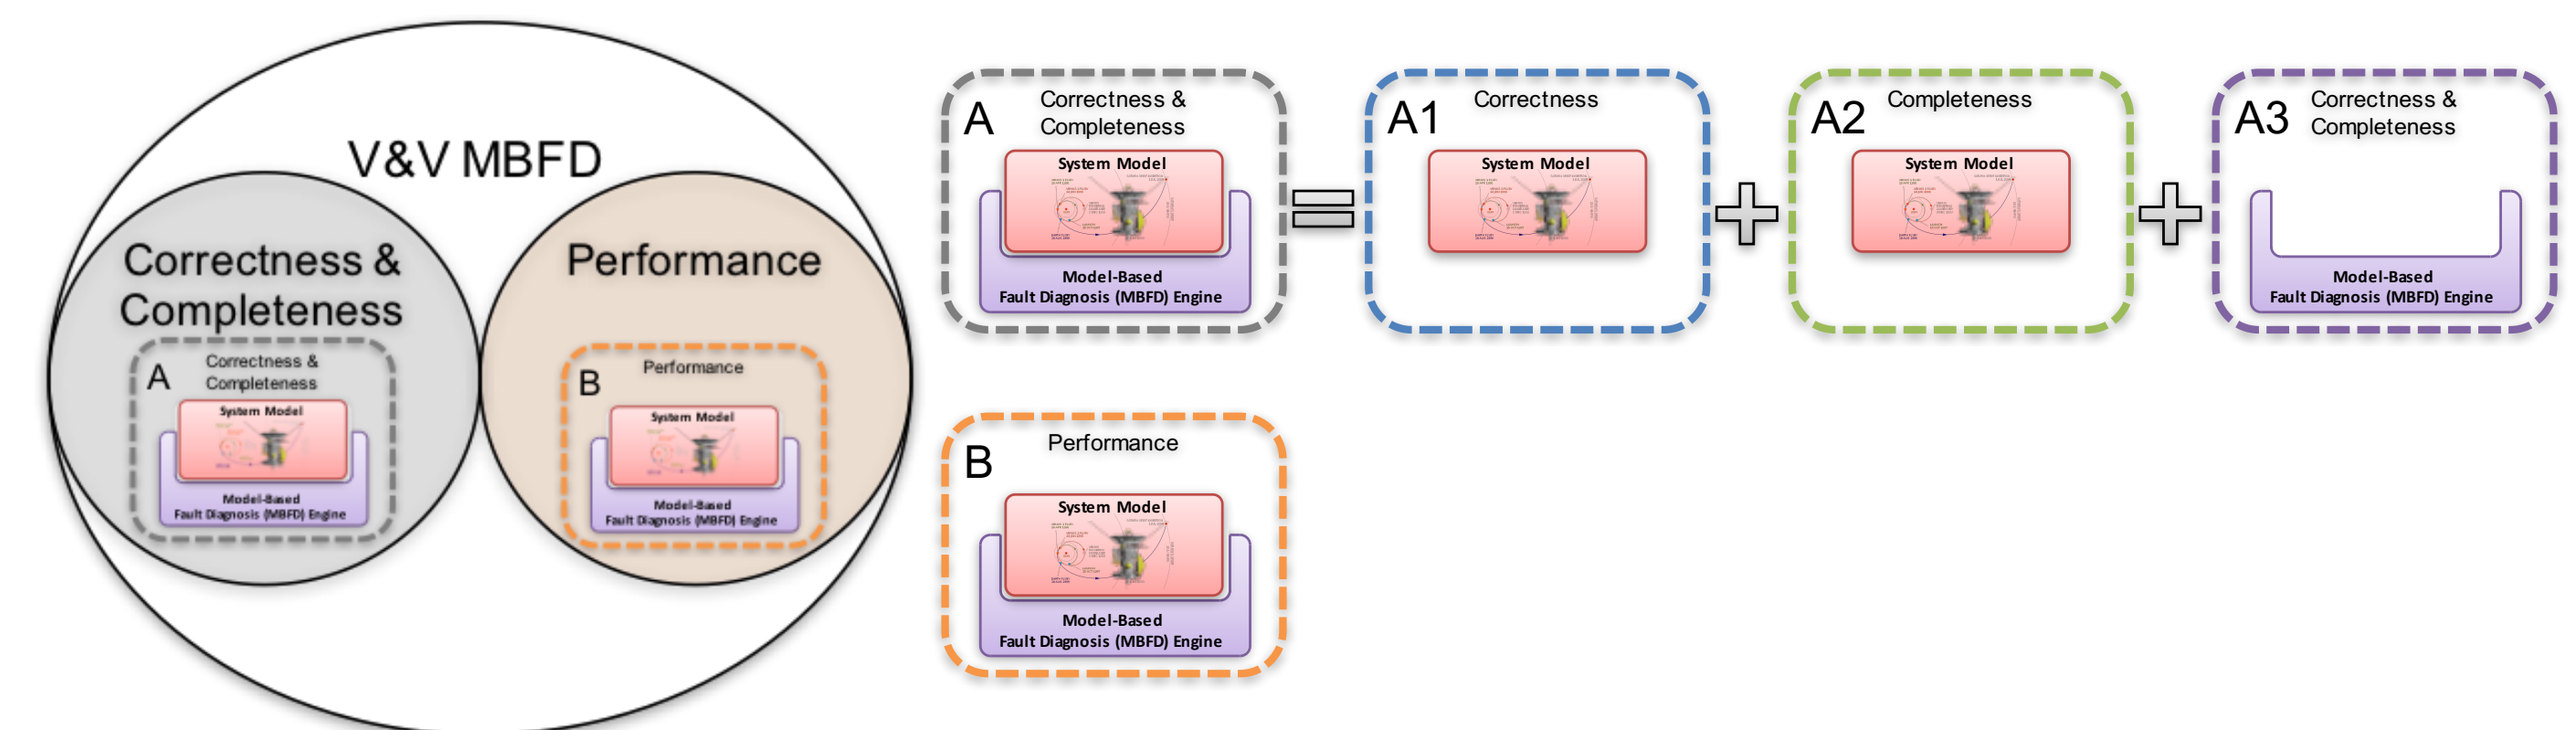 V&V MBFD
Correctness &
Completeness
A
Correctness &
Completeness
System Model
Model-Based
Fault Diagnosis (MBFD) Engine
Performance
B
Performance
System Model
Model-Based
Fault Diagnosis (MBFD) Engine
A
Correctness &
Completeness
System Model
Model-Based
Fault Diagnosis (MBFD) Engine
=
A1
Correctness
System Model
+
A2
Completeness
System Model
+
A3
Correctness &
Completeness
Model-Based
Fault Diagnosis (MBFD) Engine
B
Performance
System Model
Model-Based
Fault Diagnosis (MBFD) Engine